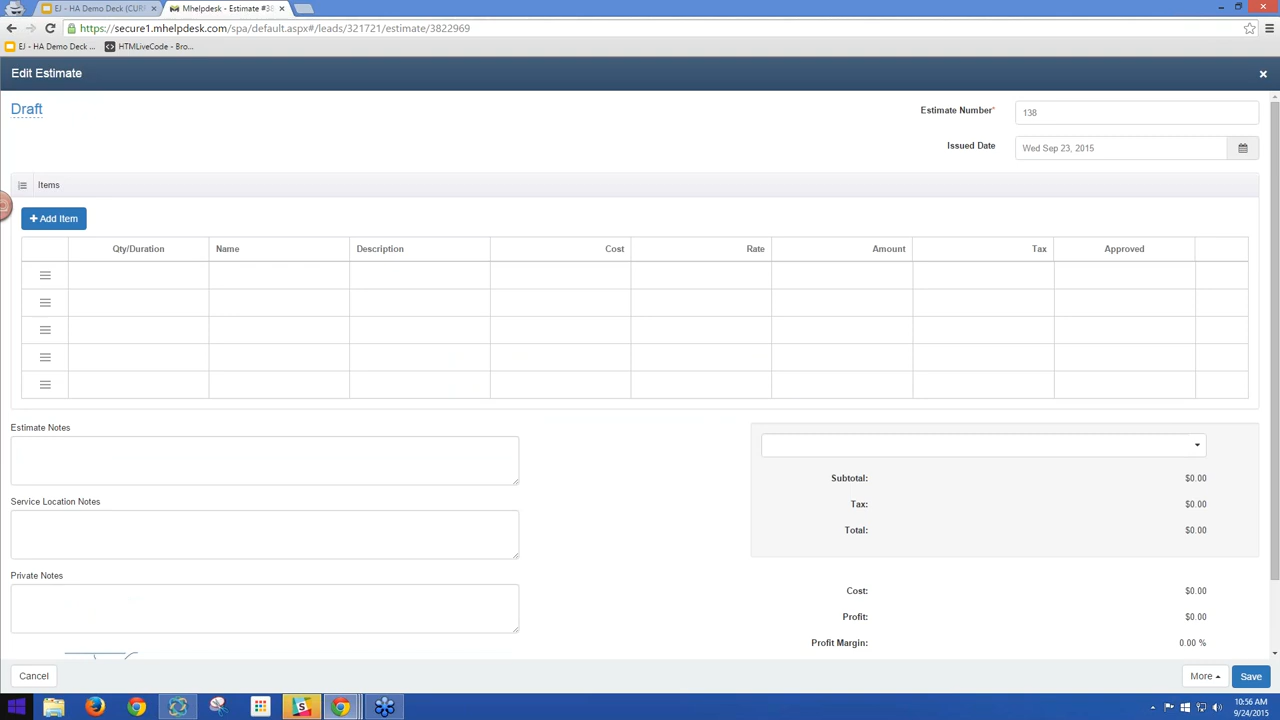 EJ - HA Demo Deck (CUR
Mhelpdesk - Estimate #38
https://secure1.mhelpdesk.com/spa/default.aspx#/leads/321721/estimate/3822969
EJ - HA Demo Deck ...
HTMLiveCode - Bro...
Edit Estimate
Draft
Estimate Number*
138
Issued Date
Wed Sep 23, 2015
Items
+ Add Item
Qty/Duration Name Description Cost Rate Amount Tax Approved
Estimate Notes
Service Location Notes
Subtotal: $0.00
Tax: $0.00
Total: $0.00
Private Notes
Cost: $0.00
Profit: $0.00
Profit Margin: 0.00 %
Cancel
More
Save
10:56 AM
9/24/2015